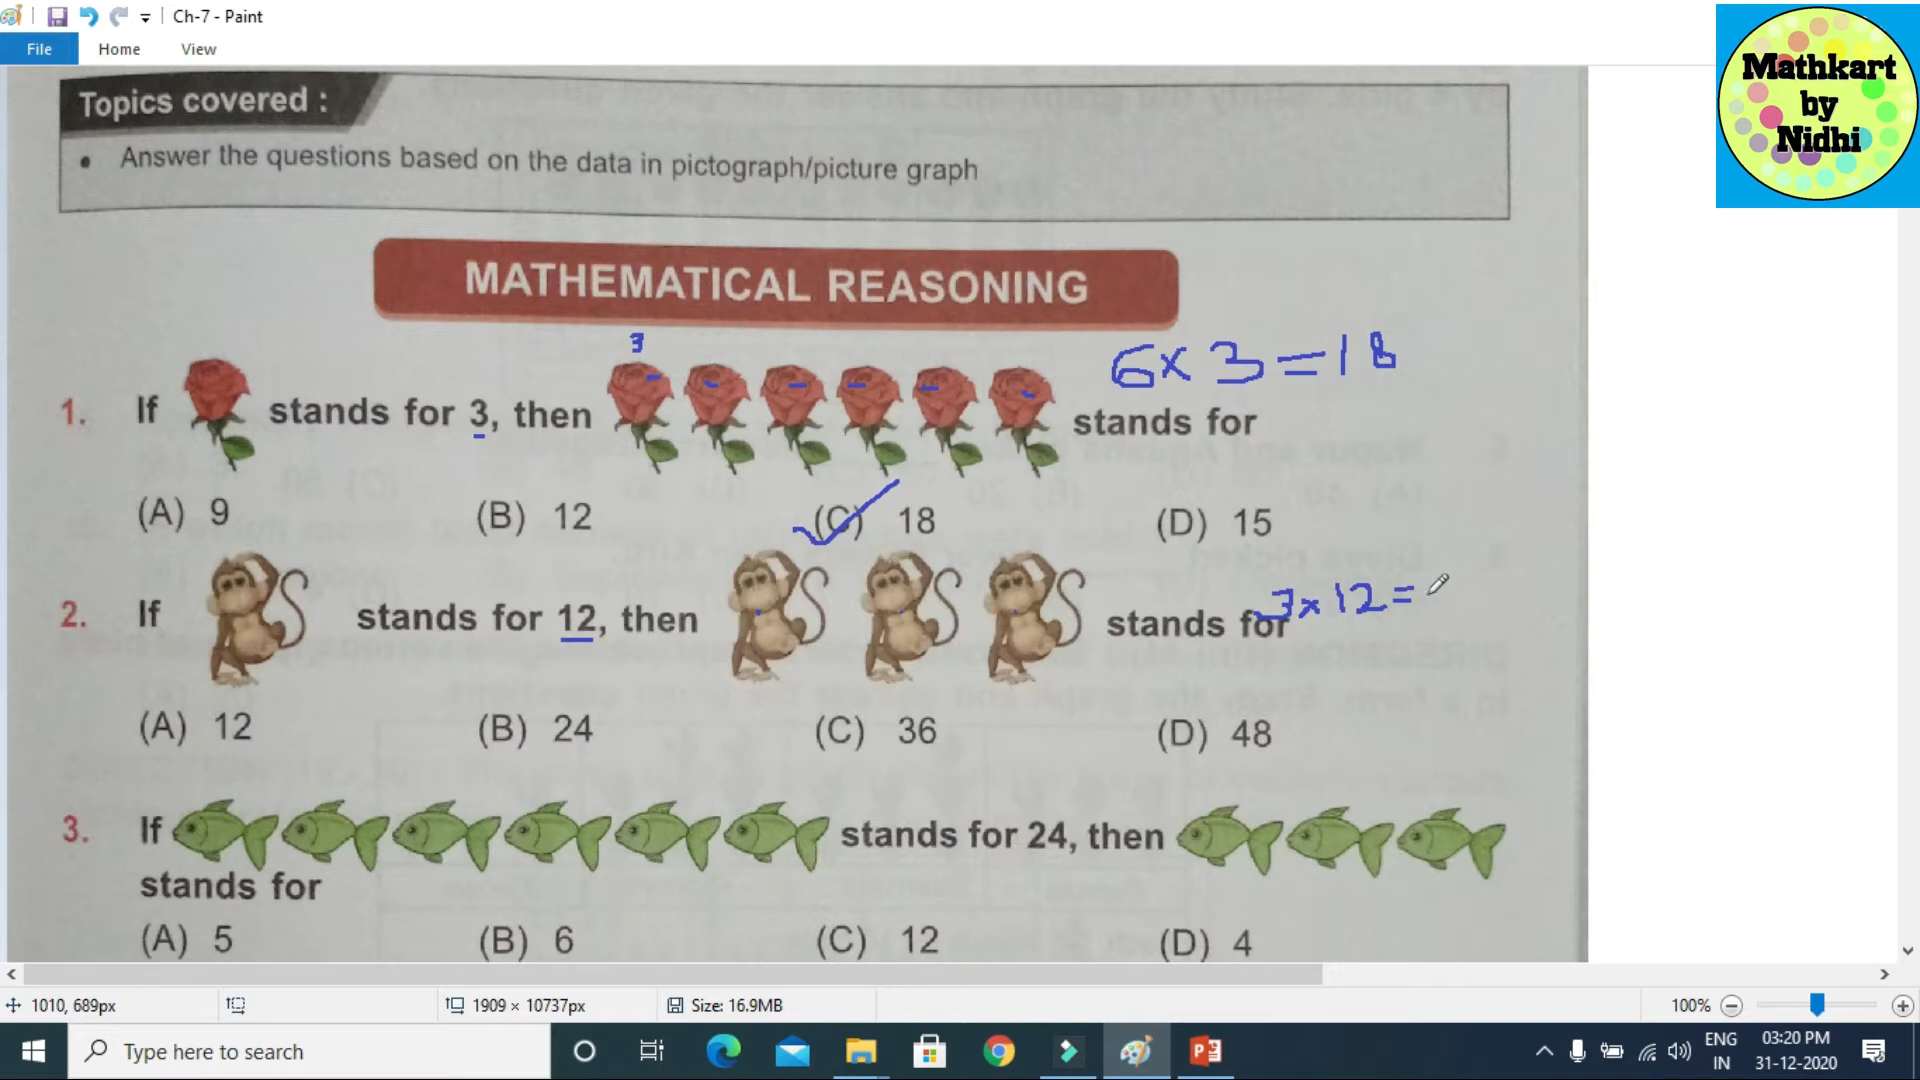 Ch-7 - Paint
File Home View
Mathkart
by
Nidhi
Topics covered :
• Answer the questions based on the data in pictograph/picture graph
MATHEMATICAL REASONING
3
6 x 3 = 18
1. If stands for 3, then stands for
(A) 9 (B) 12 (C) 18 (D) 15
3 x 12 =
2. If stands for 12, then stands for
(A) 12 (B) 24 (C) 36 (D) 48
3. If stands for 24, then
stands for
(A) 5 (B) 6 (C) 12 (D) 4
1010, 689px 1909 × 10737px Size: 16.9MB 100%
Type here to search
ENG 03:20 PM
IN 31-12-2020